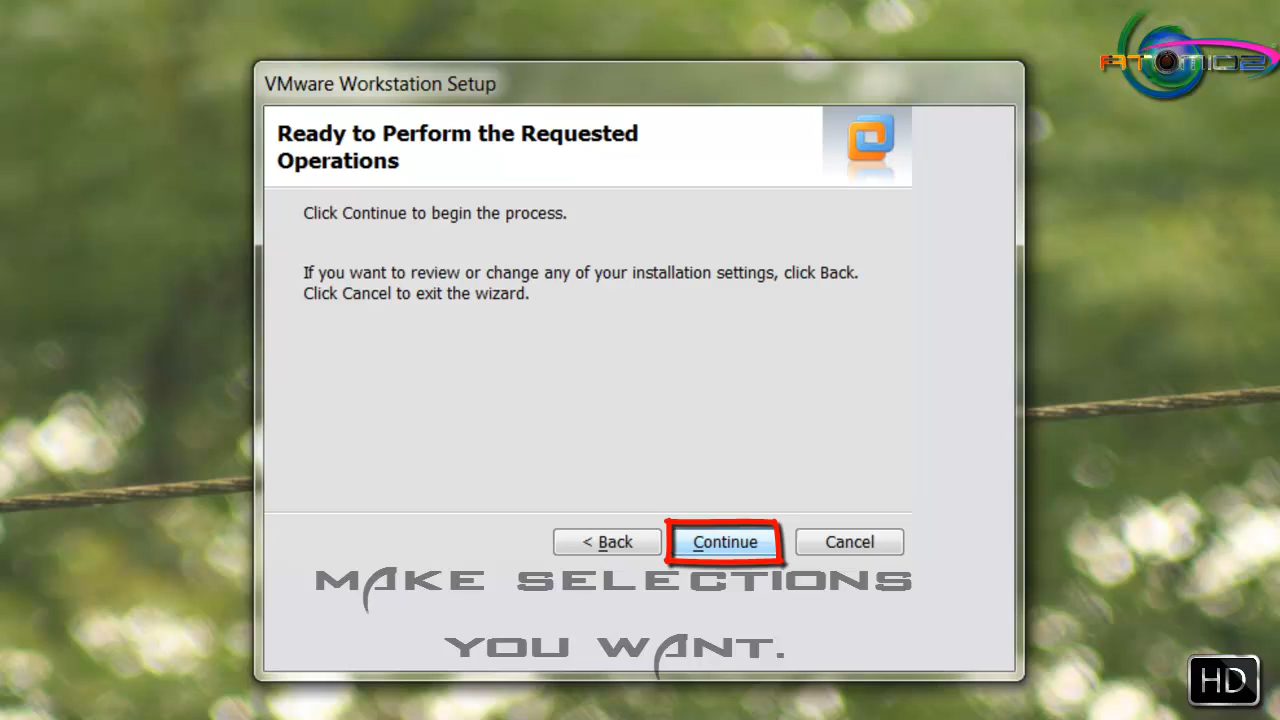 ATOMIC2
VMware Workstation Setup
Ready to Perform the Requested
Operations
Click Continue to begin the process.
If you want to review or change any of your installation settings, click Back.
Click Cancel to exit the wizard.
< Back
Continue
Cancel
MAKE SELECTIONS
YOU WANT.
HD